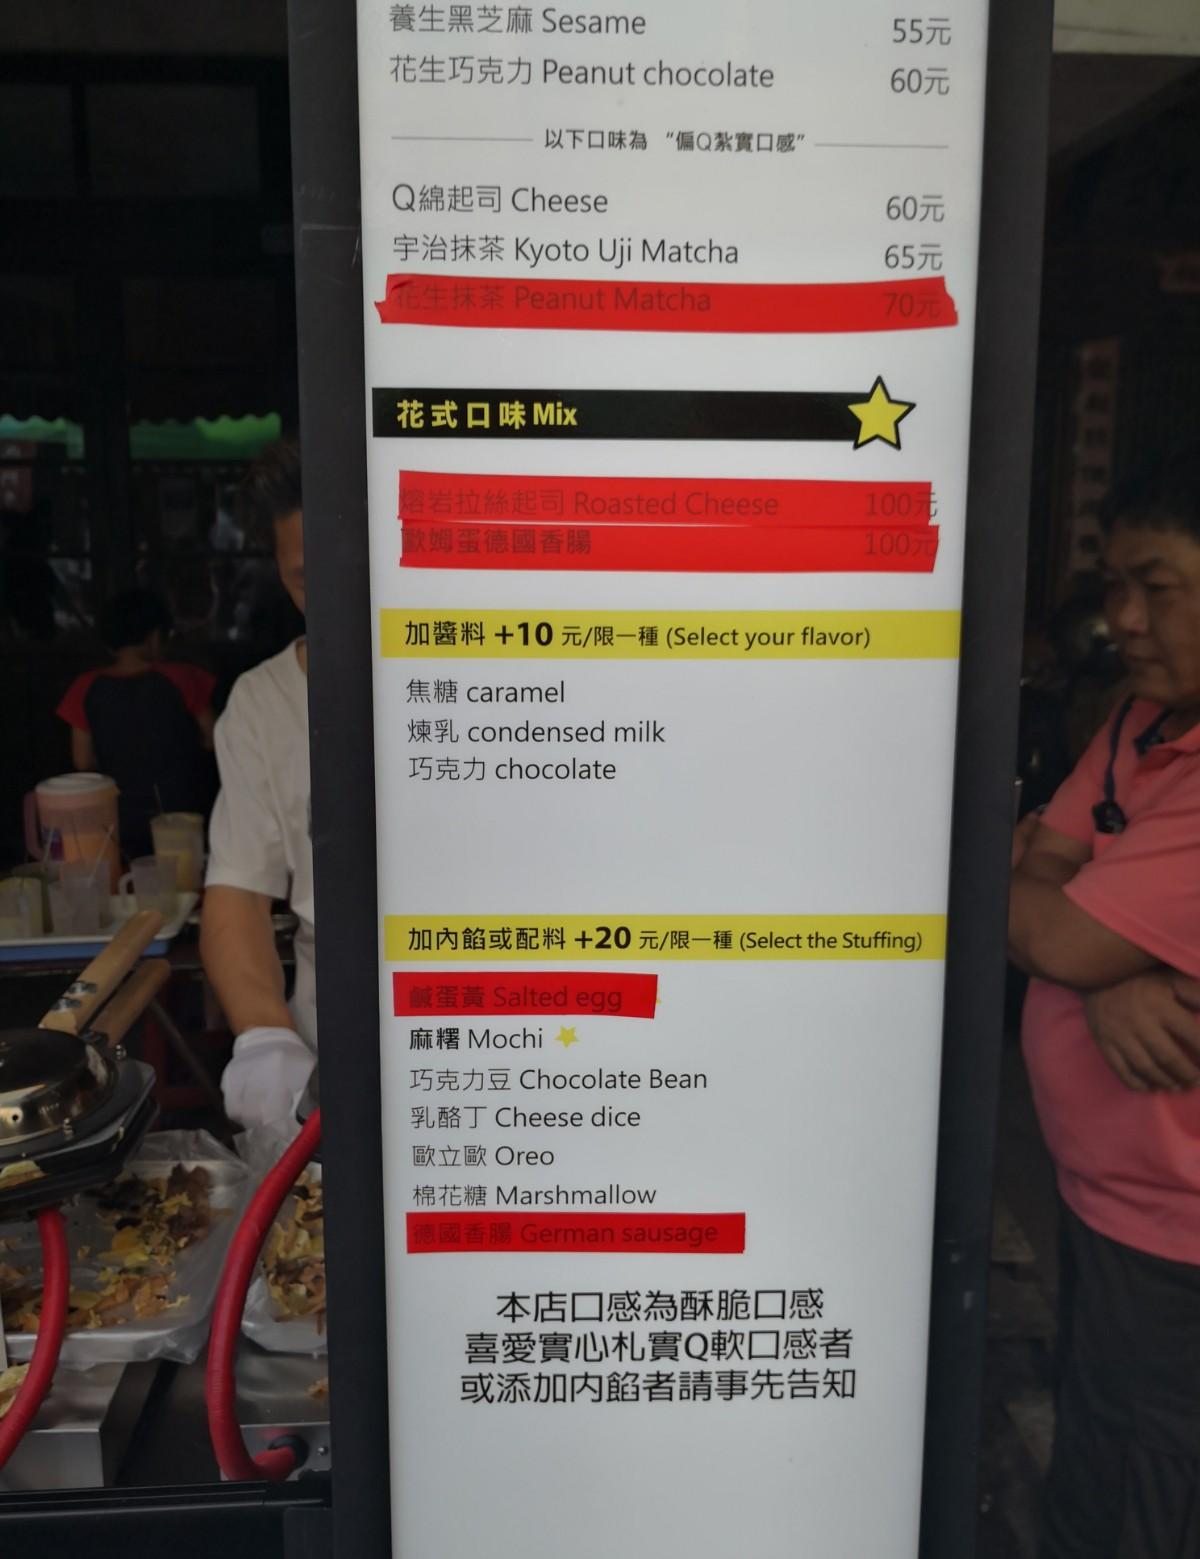 養生黑芝麻 Sesame 55元
花生巧克力 Peanut chocolate 60元
以下口味為 “偏Q紮實口感”
Q綿起司 Cheese 60元
宇治抹茶 Kyoto Uji Matcha 65元
花生抹茶 Peanut Matcha 70元
花式口味Mix
熔岩拉絲起司 Roasted Cheese 100元
歐姆蛋德國香腸 100元
加醬料 +10 元/限一種 (Select your flavor)
焦糖 caramel
煉乳 condensed milk
巧克力 chocolate
加內餡或配料 +20 元/限一種 (Select the Stuffing)
鹹蛋黃 Salted egg
麻糬 Mochi
巧克力豆 Chocolate Bean
乳酪丁 Cheese dice
歐立歐 Oreo
棉花糖 Marshmallow
德國香腸 German sausage
本店口感為酥脆口感
喜愛實心札實Q軟口感者
或添加內餡者請事先告知